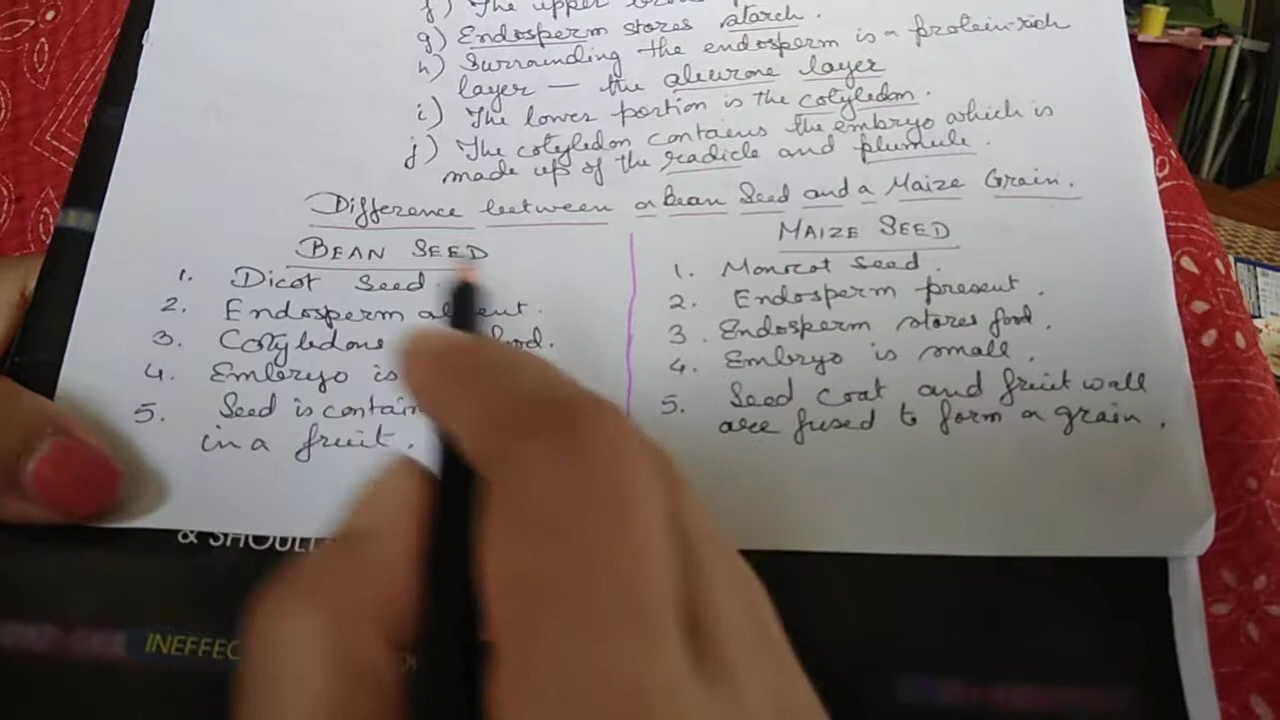 f) The upper
g) Endosperm stores starch.
h) Surrounding the endosperm is a protein-rich
layer — the aleurone layer
i) The lower portion is the cotyledon.
j) The cotyledon contains the embryo which is
made up of the radicle and plumule.
Difference between a Bean Seed and a Maize Grain.
BEAN SEED
1. Dicot Seed.
2. Endosperm absent.
3. Cotyledons food.
4. Embryo is
5. Seed is contain
in a fruit.
MAIZE SEED
1. Monocot Seed.
2. Endosperm present.
3. Endosperm stores food.
4. Embryo is small.
5. Seed coat and fruit wall
are fused to form a grain.
& SHOUL
INEFFEC